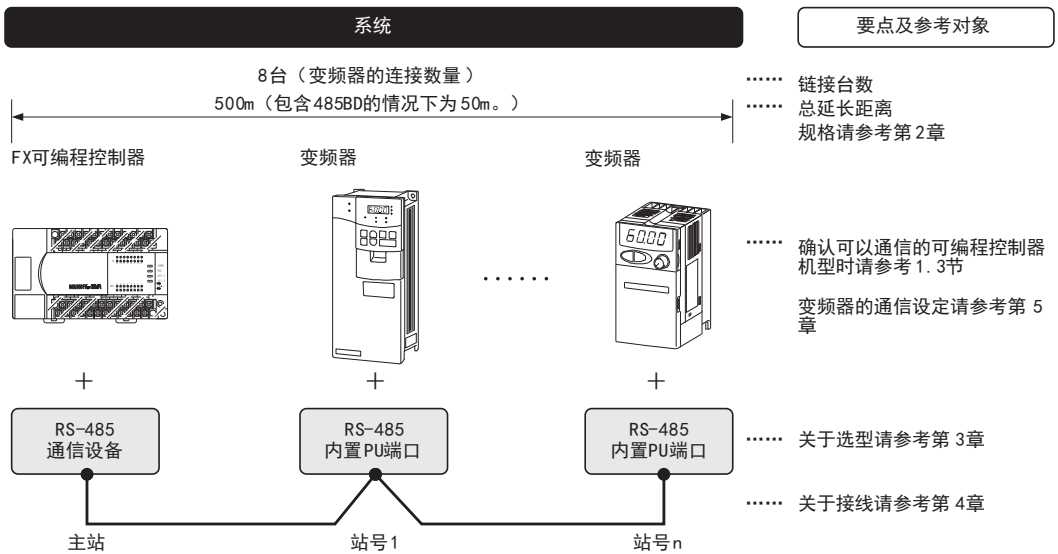 系统
要点及参考对象
8台（变频器的连接数量）
500m（包含485BD的情况下为50m。）
…… 链接台数
…… 总延长距离
规格请参考第2章
FX可编程控制器
变频器
变频器
60.00
……
…… 确认可以通信的可编程控制器
机型时请参考1.3节
变频器的通信设定请参考第 5
章
+
+
+
RS-485
通信设备
RS-485
内置PU端口
RS-485
内置PU端口
…… 关于选型请参考第 3章
…… 关于接线请参考第 4章
主站
站号1
站号n